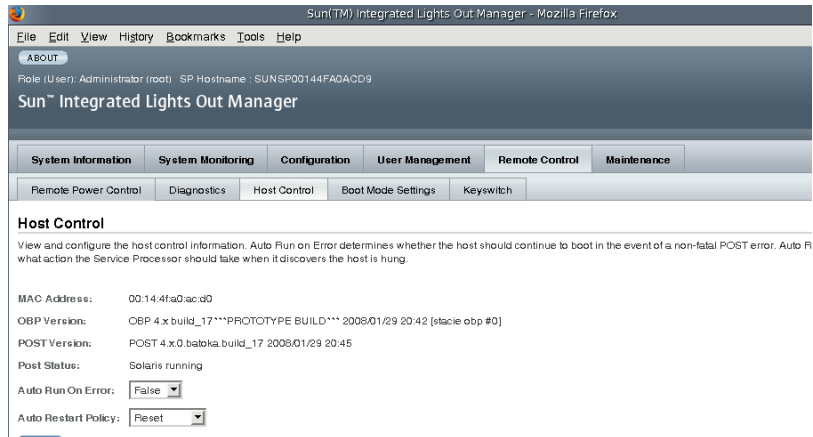 Sun(TM) Integrated Lights Out Manager - Mozilla Firefox
File Edit View History Bookmarks Tools Help
ABOUT
Role (User): Administrator (root) SP Hostname : SUNSP00144FA0ACD9
Sun™ Integrated Lights Out Manager
System Information System Monitoring Configuration User Management Remote Control Maintenance
Remote Power Control Diagnostics Host Control Boot Mode Settings Keyswitch
Host Control
View and configure the host control information. Auto Run on Error determines whether the host should continue to boot in the event of a non-fatal POST error. Auto R
what action the Service Processor should take when it discovers the host is hung.
MAC Address: 00:14:4f:a0:ac:d0
OBP Version: OBP 4.x build_17***PROTOTYPE BUILD*** 2008/01/29 20:42 [stacie obp #0]
POST Version: POST 4.x.0.batoka.build_17 2008/01/29 20:45
Post Status: Solaris running
Auto Run On Error: False
Auto Restart Policy: Reset